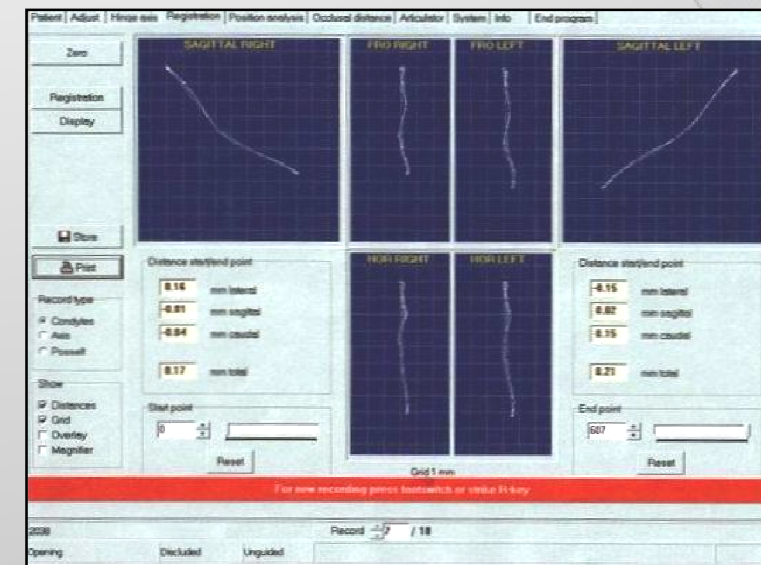 Patient Adjust Hinge axis Registration Position analysis Occlusal distance Articulator System Info End program
Zero
Registration
Display
Store
Print
Record type
Condyles
Axis
Posselt
Show
Distances
Grid
Overlay
Magnifier
SAGITTAL RIGHT
FRO RIGHT
FRO LEFT
SAGITTAL LEFT
HOR RIGHT
HOR LEFT
Distance start/end point
0.16 mm lateral
-0.01 mm sagittal
-0.04 mm caudal
0.17 mm total
Start point
0
Reset
Grid 1 mm
Distance start/end point
-0.15 mm lateral
0.02 mm sagittal
0.15 mm caudal
0.21 mm total
End point
607
Reset
For new recording press footswitch or strike R-key
Record 7 / 18
Opening Discluded Unguided